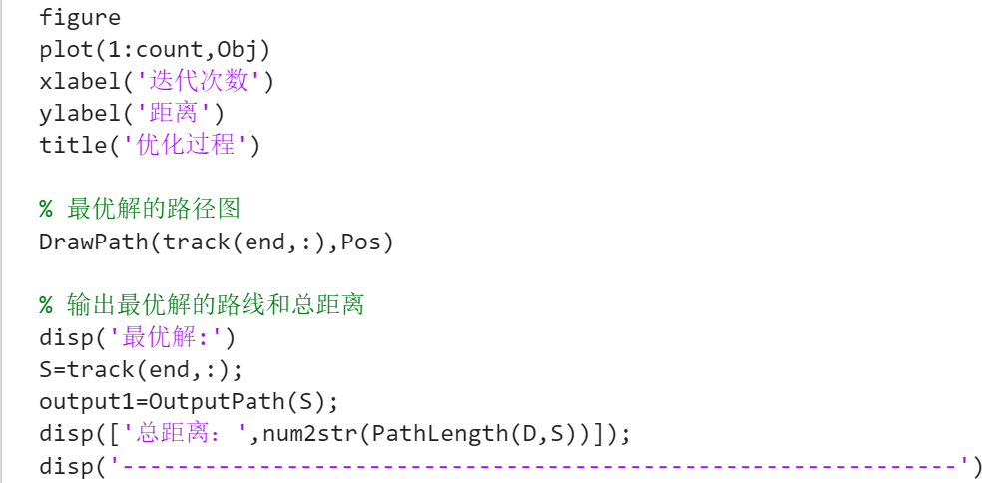 figure
plot(1:count,Obj)
xlabel('迭代次数')
ylabel('距离')
title('优化过程')
% 最优解的路径图
DrawPath(track(end,:),Pos)
% 输出最优解的路线和总距离
disp('最优解:')
S=track(end,:);
output1=OutputPath(S);
disp(['总距离：',num2str(PathLength(D,S))]);
disp('-------------------------------------------------------------')